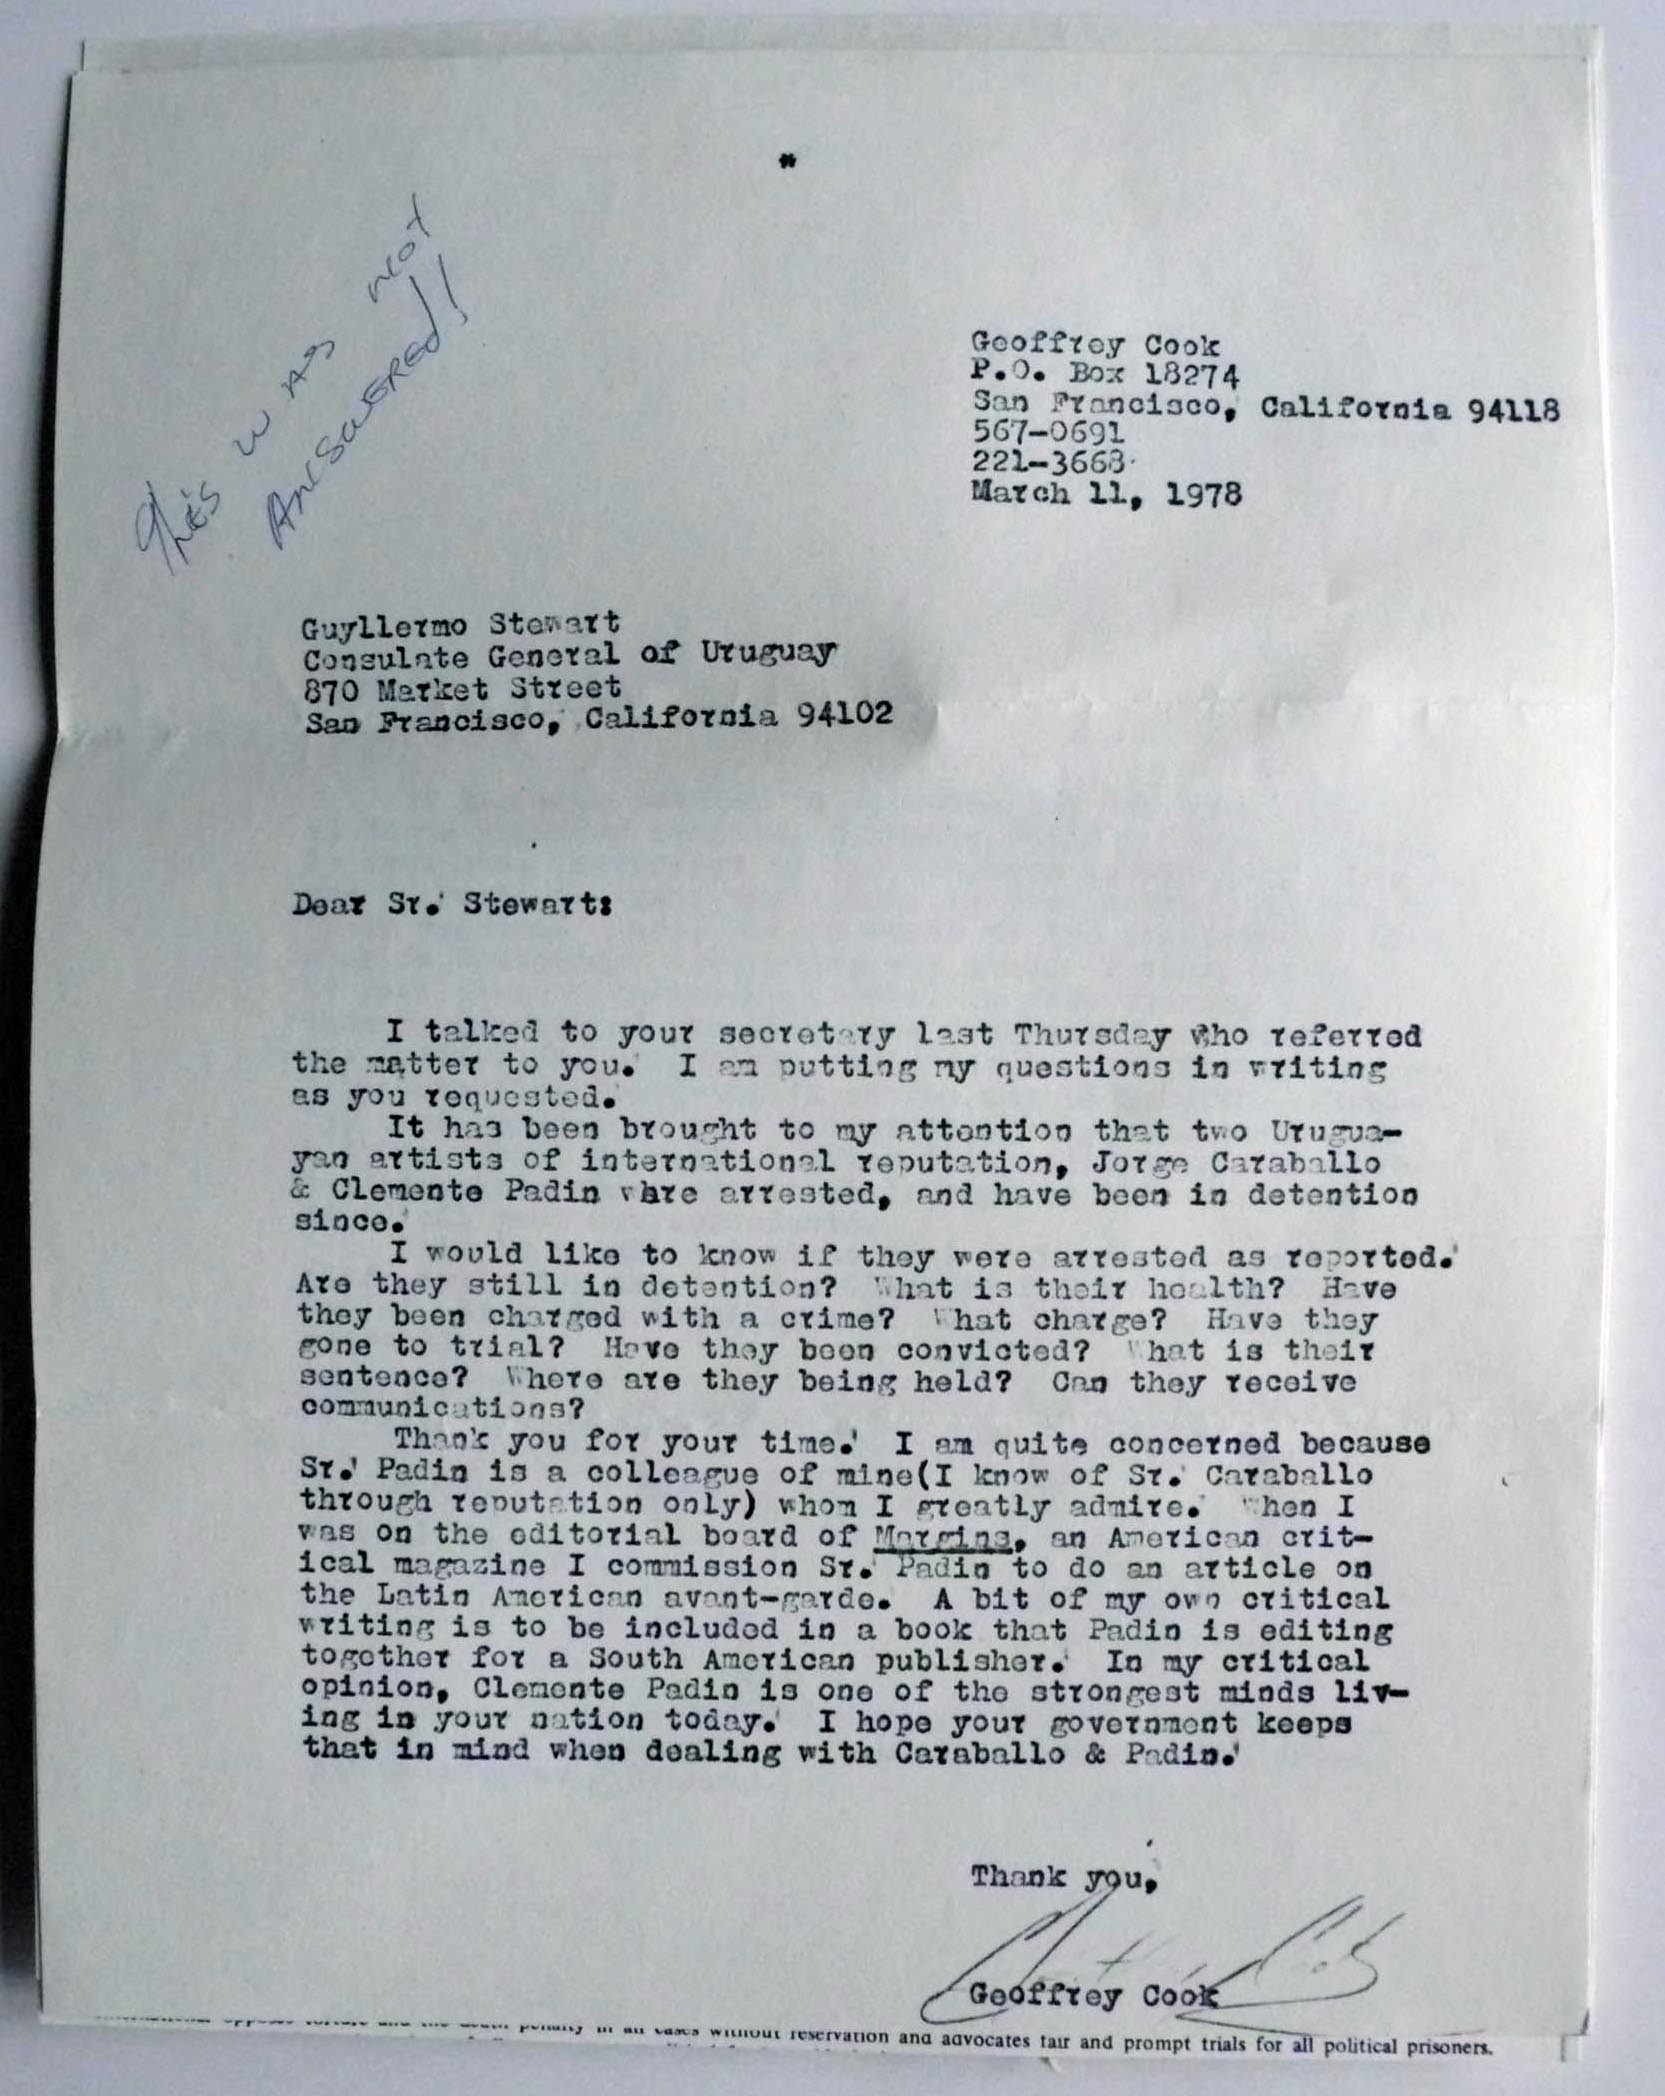 This was not
Answered!
Geoffrey Cook
P.O. Box 18274
San Francisco, California 94118
567-0691
221-3668
March 11, 1978
Guyllermo Stewart
Consulate General of Uruguay
870 Market Street
San Francisco, California 94102
Dear Sr. Stewart:
I talked to your secretary last Thursday who referred
the matter to you. I am putting my questions in writing
as you requested.
It has been brought to my attention that two Urugua-
yan artists of international reputation, Jorge Caraballo
& Clemente Padin were arrested, and have been in detention
since.
I would like to know if they were arrested as reported.
Are they still in detention? What is their health? Have
they been charged with a crime? What charge? Have they
gone to trial? Have they been convicted? What is their
sentence? Where are they being held? Can they receive
communications?
Thank you for your time. I am quite concerned because
Sr. Padin is a colleague of mine(I know of Sr. Caraballo
through reputation only) whom I greatly admire. When I
was on the editorial board of Margins, an American crit-
ical magazine I commission Sr. Padin to do an article on
the Latin American avant-garde. A bit of my own critical
writing is to be included in a book that Padin is editing
together for a South American publisher. In my critical
opinion, Clemente Padin is one of the strongest minds liv-
ing in your nation today. I hope your government keeps
that in mind when dealing with Caraballo & Padin.
Thank you,
Geoffrey Cook
penalty in all cases without reservation and advocates fair and prompt trials for all political prisoners.